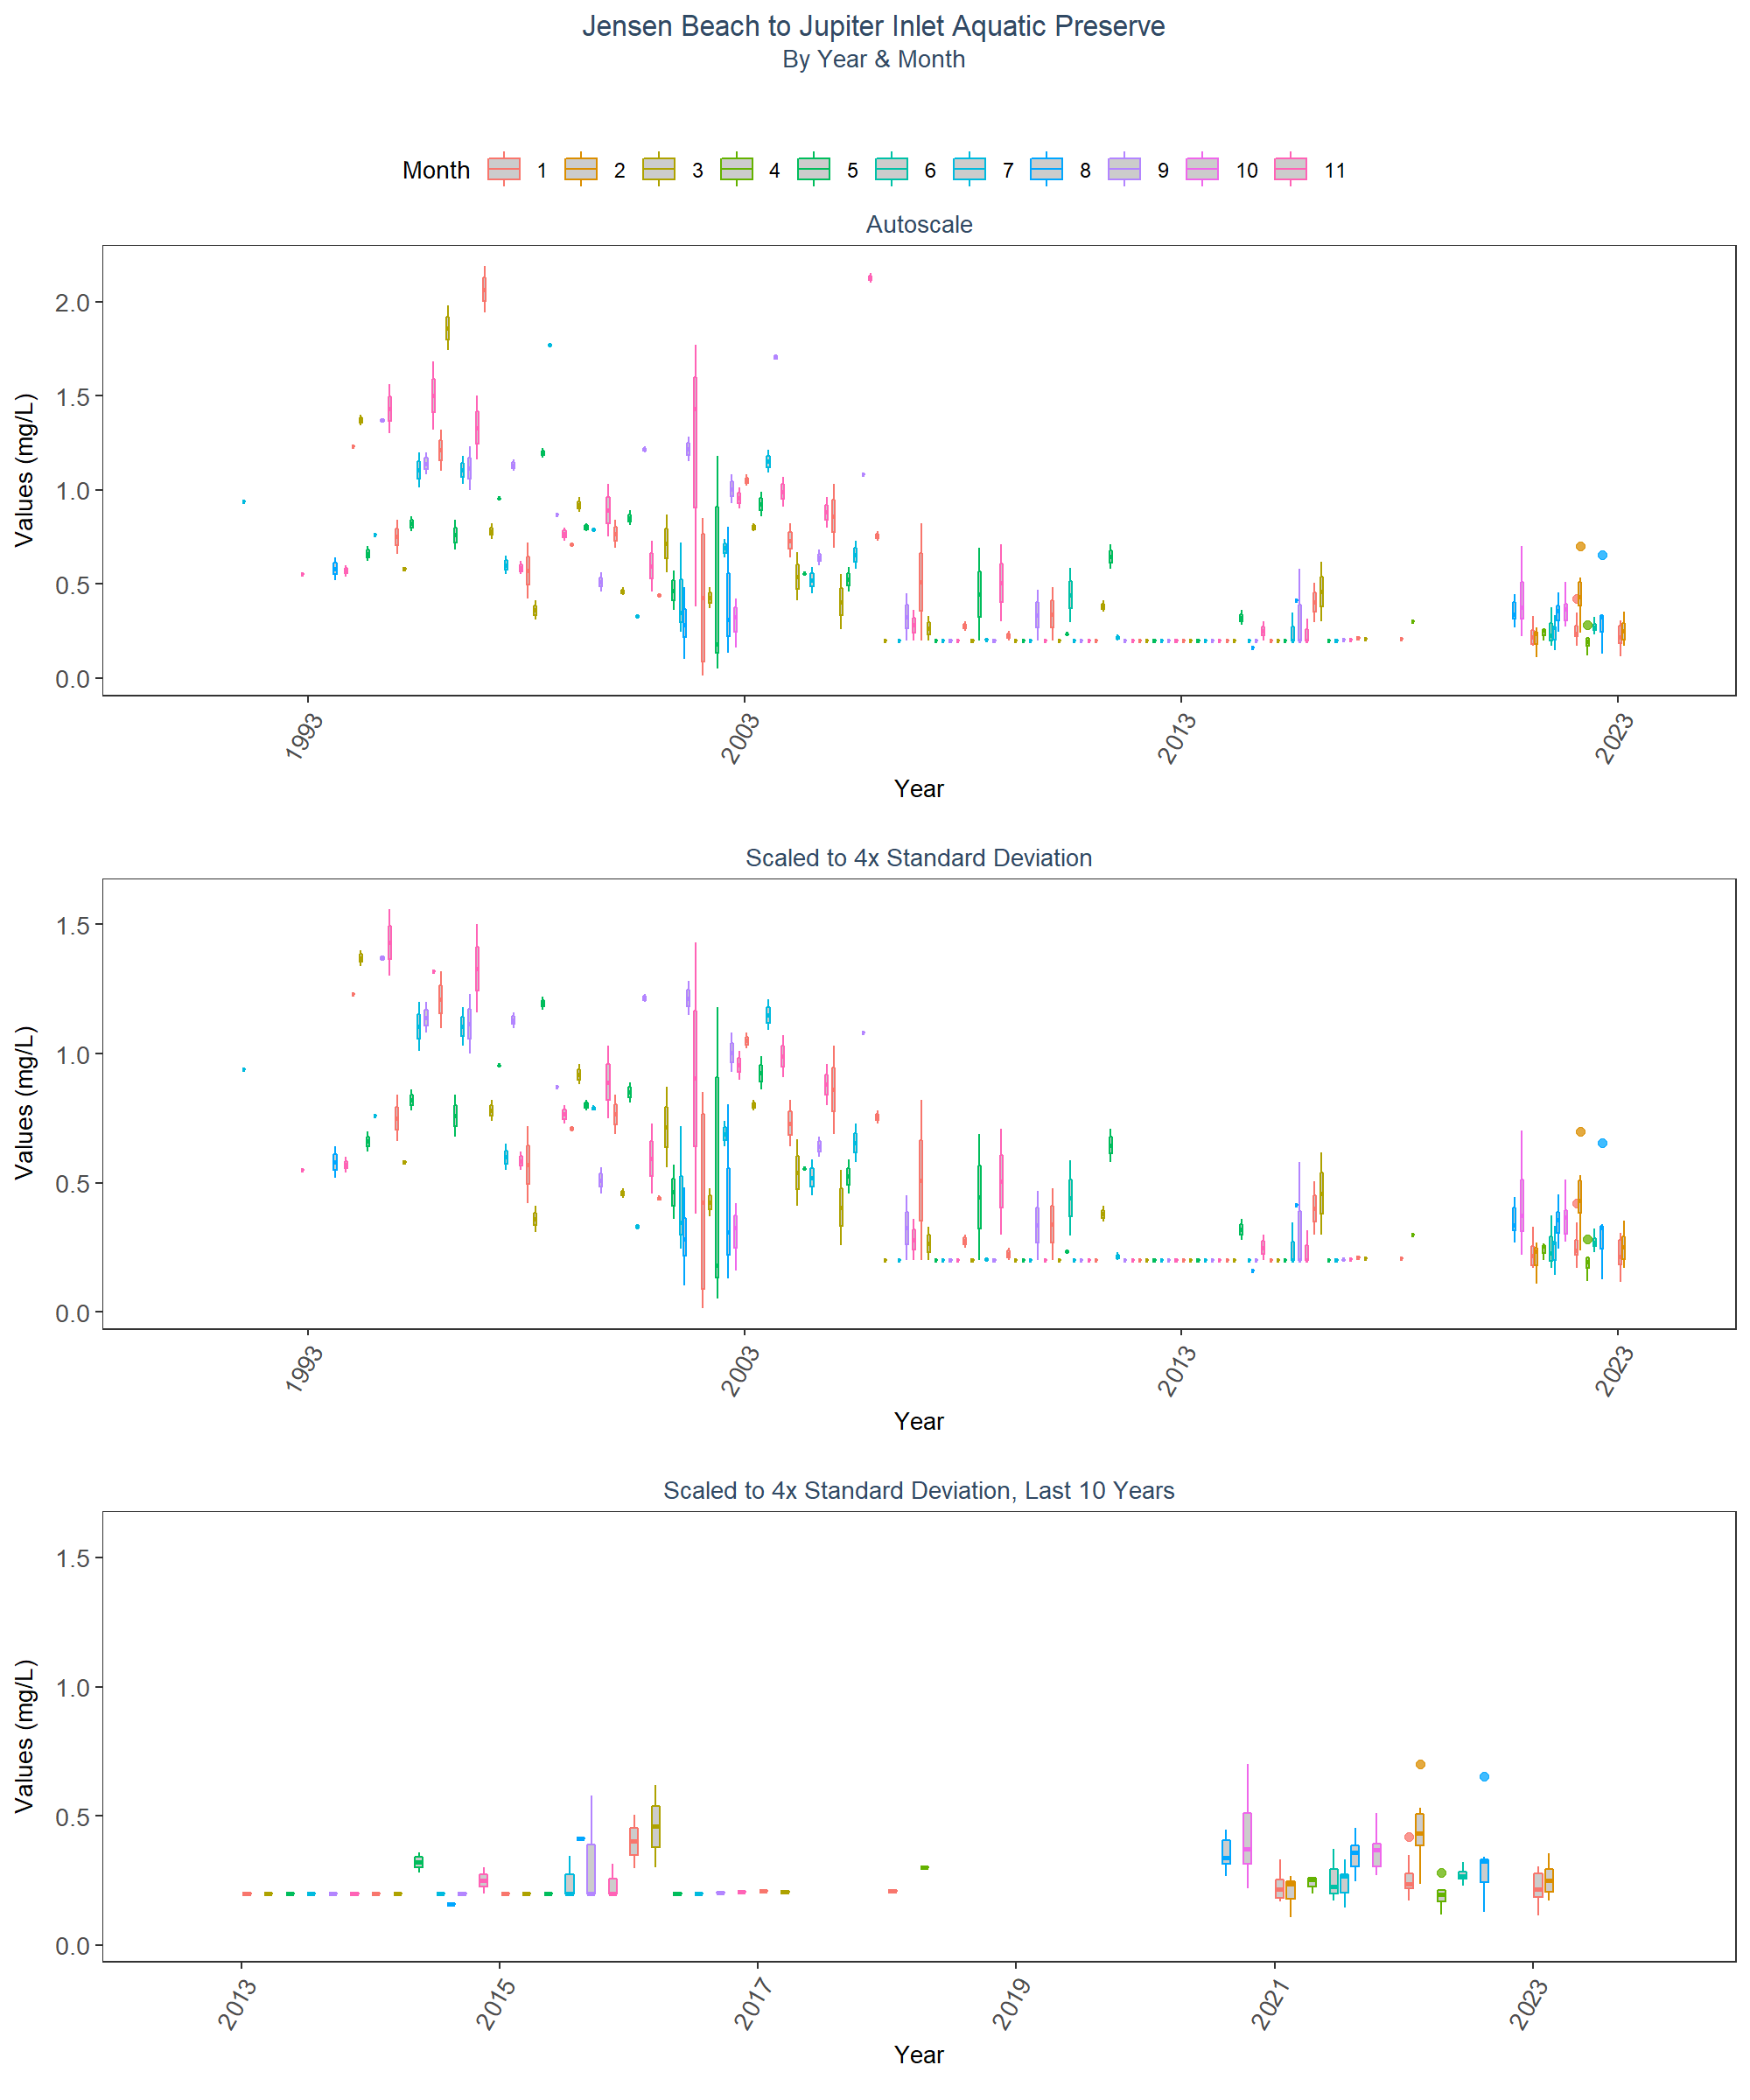 Jensen Beach to Jupiter Inlet Aquatic Preserve
By Year & Month
Month 1 2 3 4 5 6 7 8 9 10 11
Autoscale
Values (mg/L)
2.0
1.5
1.0
0.5
0.0
1993 2003 2013 2023
Year
Scaled to 4x Standard Deviation
Values (mg/L)
1.5
1.0
0.5
0.0
1993 2003 2013 2023
Year
Scaled to 4x Standard Deviation, Last 10 Years
Values (mg/L)
1.5
1.0
0.5
0.0
2013 2015 2017 2019 2021 2023
Year